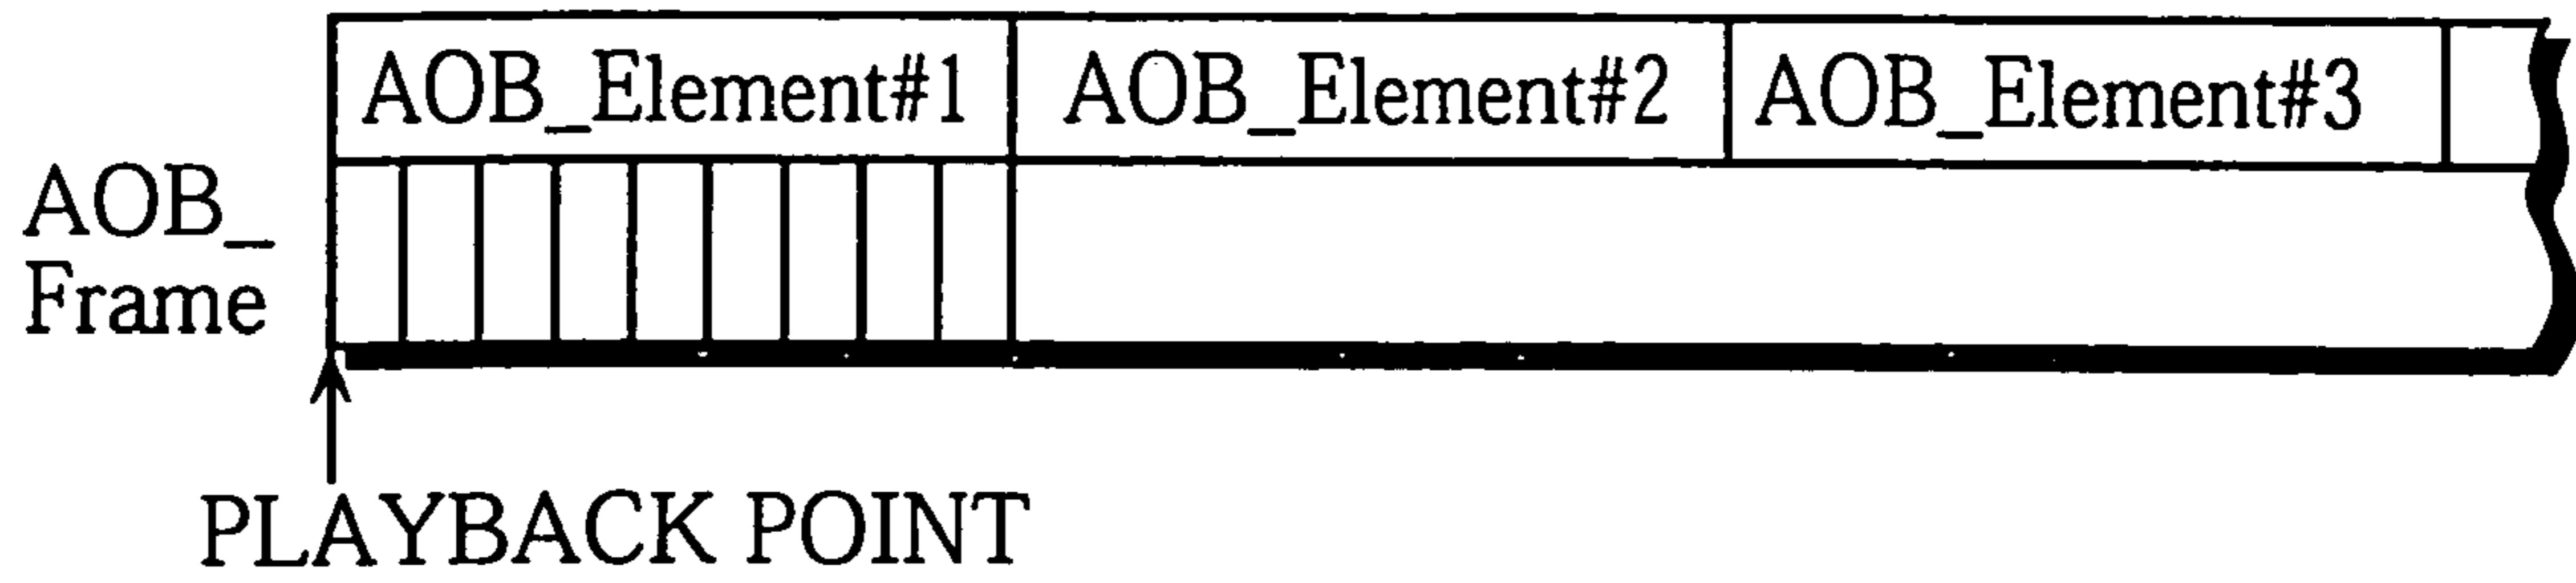 AOB_Element#1 AOB_Element#2 AOB_Element#3
AOB_
Frame
PLAYBACK POINT